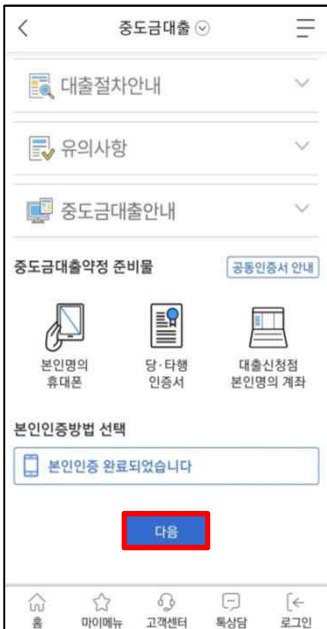 중도금대출
대출절차안내
유의사항
중도금대출안내
중도금대출약정 준비물
공동인증서 안내
본인명의
휴대폰
당·타행
인증서
대출신청점
본인명의 계좌
본인인증방법 선택
본인인증 완료되었습니다
다음
홈
마이메뉴
고객센터
톡상담
로그인